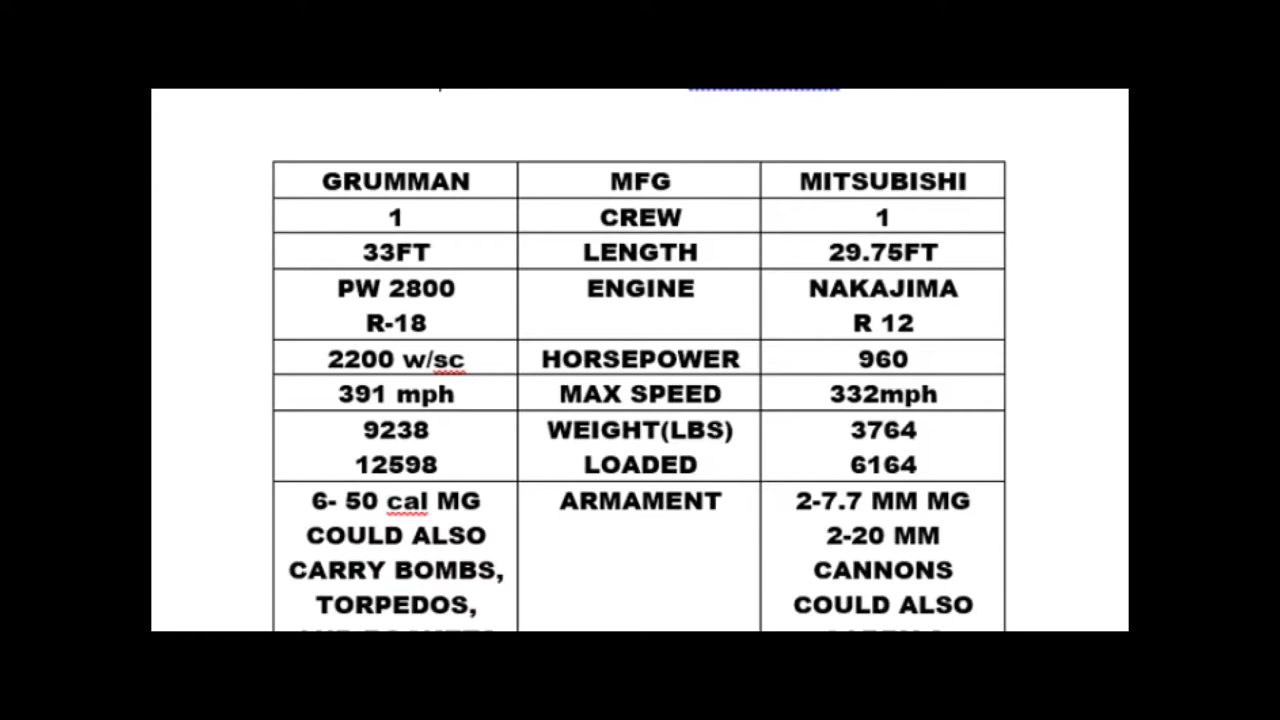 GRUMMAN MFG MITSUBISHI
1 CREW 1
33FT LENGTH 29.75FT
PW 2800 ENGINE NAKAJIMA
R-18 R 12
2200 w/sc HORSEPOWER 960
391 mph MAX SPEED 332mph
9238 WEIGHT(LBS) 3764
12598 LOADED 6164
6- 50 cal MG ARMAMENT 2-7.7 MM MG
COULD ALSO 2-20 MM
CARRY BOMBS, CANNONS
TORPEDOS, COULD ALSO